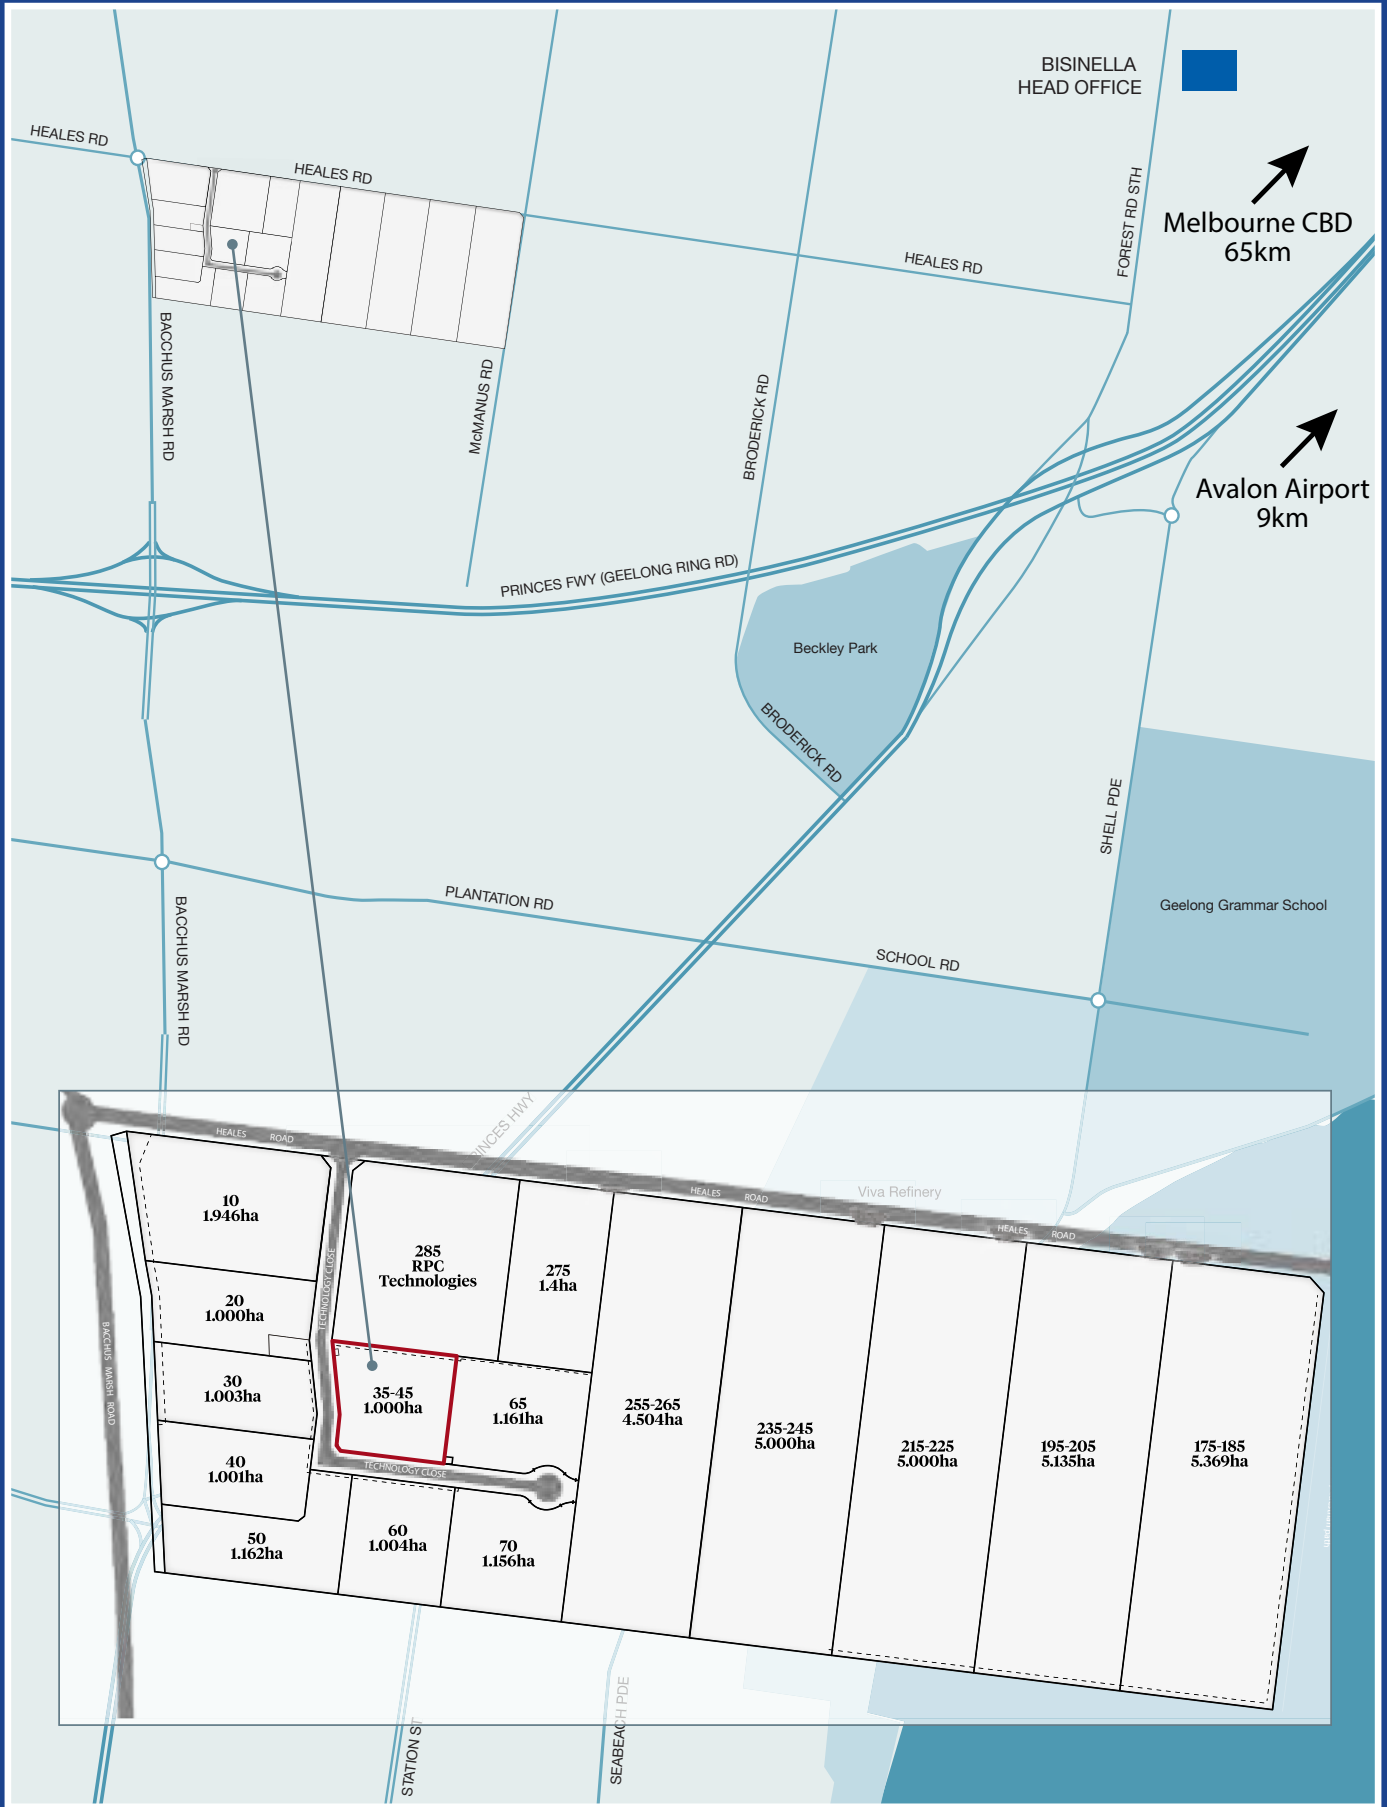 BISINELLA
HEAD OFFICE
HEALES RD
HEALES RD
FOREST RD STH
Melbourne CBD
65km
HEALES RD
BACCHUS MARSH RD
McMANUS RD
BRODERICK RD
Avalon Airport
9km
PRINCES FWY (GEELONG RING RD)
Beckley Park
BRODERICK RD
SHELL PDE
PLANTATION RD
Geelong Grammar School
BACCHUS MARSH RD
SCHOOL RD
RINCES HWY
HEALES ROAD
HEALES ROAD
Viva Refinery
HEALES ROAD
10
1.946ha
285
RPC
Technologies
275
1.4ha
TECHNOLOGY CLOSE
20
1.000ha
BACCHUS MARSH ROAD
30
1.003ha
35-45
1.000ha
65
1.161ha
255-265
4.504ha
235-245
5.000ha
215-225
5.000ha
195-205
5.135ha
175-185
5.369ha
40
1.001ha
TECHNOLOGY CLOSE
50
1.162ha
60
1.004ha
70
1.156ha
STATION ST
SEABEACH PDE